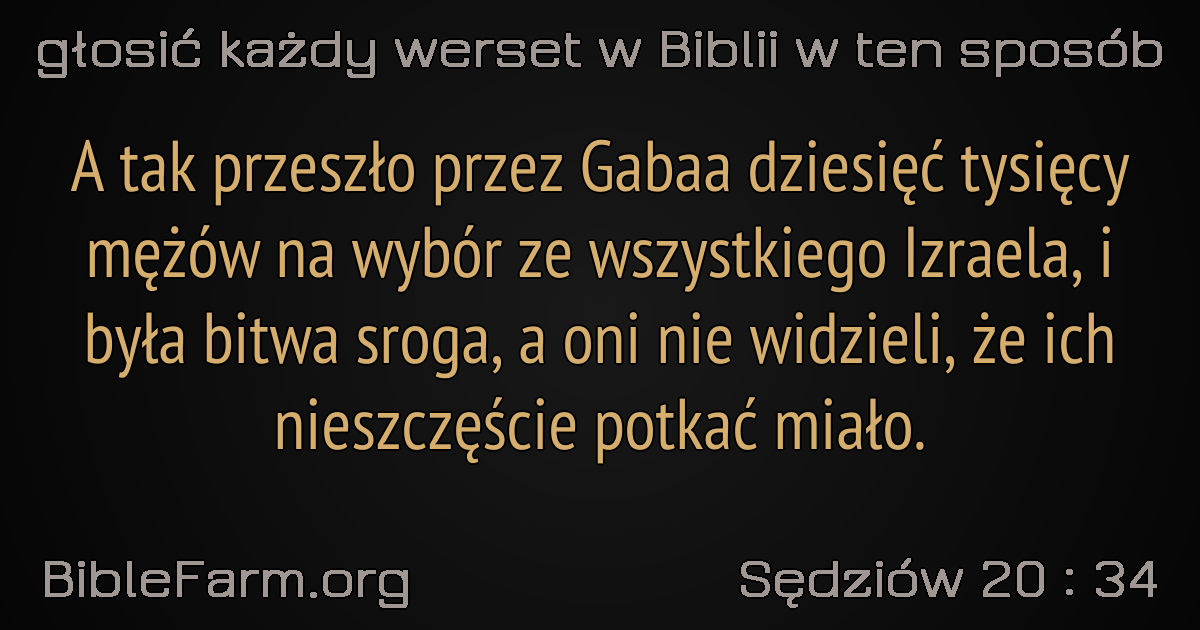 głosić każdy werset w Biblii w ten sposób
A tak przeszło przez Gabaa dziesięć tysięcy
mężów na wybór ze wszystkiego Izraela, i
była bitwa sroga, a oni nie widzieli, że ich
nieszczęście potkać miało.
BibleFarm.org
Sędziów 20 : 34